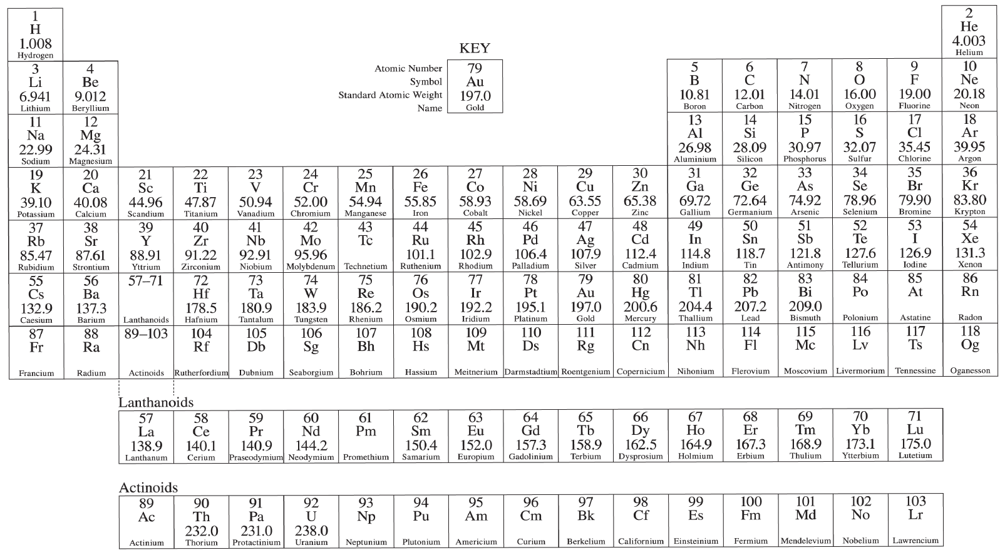 1 2
H He
1.008 KEY 4.003
Hydrogen Helium
3 4 Atomic Number 79 5 6 7 8 9 10
Li Be Symbol Au B C N O F Ne
6.941 9.012 Standard Atomic Weight 197.0 10.81 12.01 14.01 16.00 19.00 20.18
Lithium Beryllium Name Gold Boron Carbon Nitrogen Oxygen Fluorine Neon
11 12 13 14 15 16 17 18
Na Mg Al Si P S Cl Ar
22.99 24.31 26.98 28.09 30.97 32.07 35.45 39.95
Sodium Magnesium Aluminium Silicon Phosphorus Sulfur Chlorine Argon
19 20 21 22 23 24 25 26 27 28 29 30 31 32 33 34 35 36
K Ca Sc Ti V Cr Mn Fe Co Ni Cu Zn Ga Ge As Se Br Kr
39.10 40.08 44.96 47.87 50.94 52.00 54.94 55.85 58.93 58.69 63.55 65.38 69.72 72.64 74.92 78.96 79.90 83.80
Potassium Calcium Scandium Titanium Vanadium Chromium Manganese Iron Cobalt Nickel Copper Zinc Gallium Germanium Arsenic Selenium Bromine Krypton
37 38 39 40 41 42 43 44 45 46 47 48 49 50 51 52 53 54
Rb Sr Y Zr Nb Mo Tc Ru Rh Pd Ag Cd In Sn Sb Te I Xe
85.47 87.61 88.91 91.22 92.91 95.96 101.1 102.9 106.4 107.9 112.4 114.8 118.7 121.8 127.6 126.9 131.3
Rubidium Strontium Yttrium Zirconium Niobium Molybdenum Technetium Ruthenium Rhodium Palladium Silver Cadmium Indium Tin Antimony Tellurium Iodine Xenon
55 56 57–71 72 73 74 75 76 77 78 79 80 81 82 83 84 85 86
Cs Ba Hf Ta W Re Os Ir Pt Au Hg Tl Pb Bi Po At Rn
132.9 137.3 178.5 180.9 183.9 186.2 190.2 192.2 195.1 197.0 200.6 204.4 207.2 209.0
Caesium Barium Lanthanoids Hafnium Tantalum Tungsten Rhenium Osmium Iridium Platinum Gold Mercury Thallium Lead Bismuth Polonium Astatine Radon
87 88 89–103 104 105 106 107 108 109 110 111 112 113 114 115 116 117 118
Fr Ra Rf Db Sg Bh Hs Mt Ds Rg Cn Nh Fl Mc Lv Ts Og
Francium Radium Actinoids Rutherfordium Dubnium Seaborgium Bohrium Hassium Meitnerium Darmstadtium Roentgenium Copernicium Nihonium Flerovium Moscovium Livermorium Tennessine Oganesson
Lanthanoids
57 58 59 60 61 62 63 64 65 66 67 68 69 70 71
La Ce Pr Nd Pm Sm Eu Gd Tb Dy Ho Er Tm Yb Lu
138.9 140.1 140.9 144.2 150.4 152.0 157.3 158.9 162.5 164.9 167.3 168.9 173.1 175.0
Lanthanum Cerium Praseodymium Neodymium Promethium Samarium Europium Gadolinium Terbium Dysprosium Holmium Erbium Thulium Ytterbium Lutetium
Actinoids
89 90 91 92 93 94 95 96 97 98 99 100 101 102 103
Ac Th Pa U Np Pu Am Cm Bk Cf Es Fm Md No Lr
232.0 231.0 238.0
Actinium Thorium Protactinium Uranium Neptunium Plutonium Americium Curium Berkelium Californium Einsteinium Fermium Mendelevium Nobelium Lawrencium